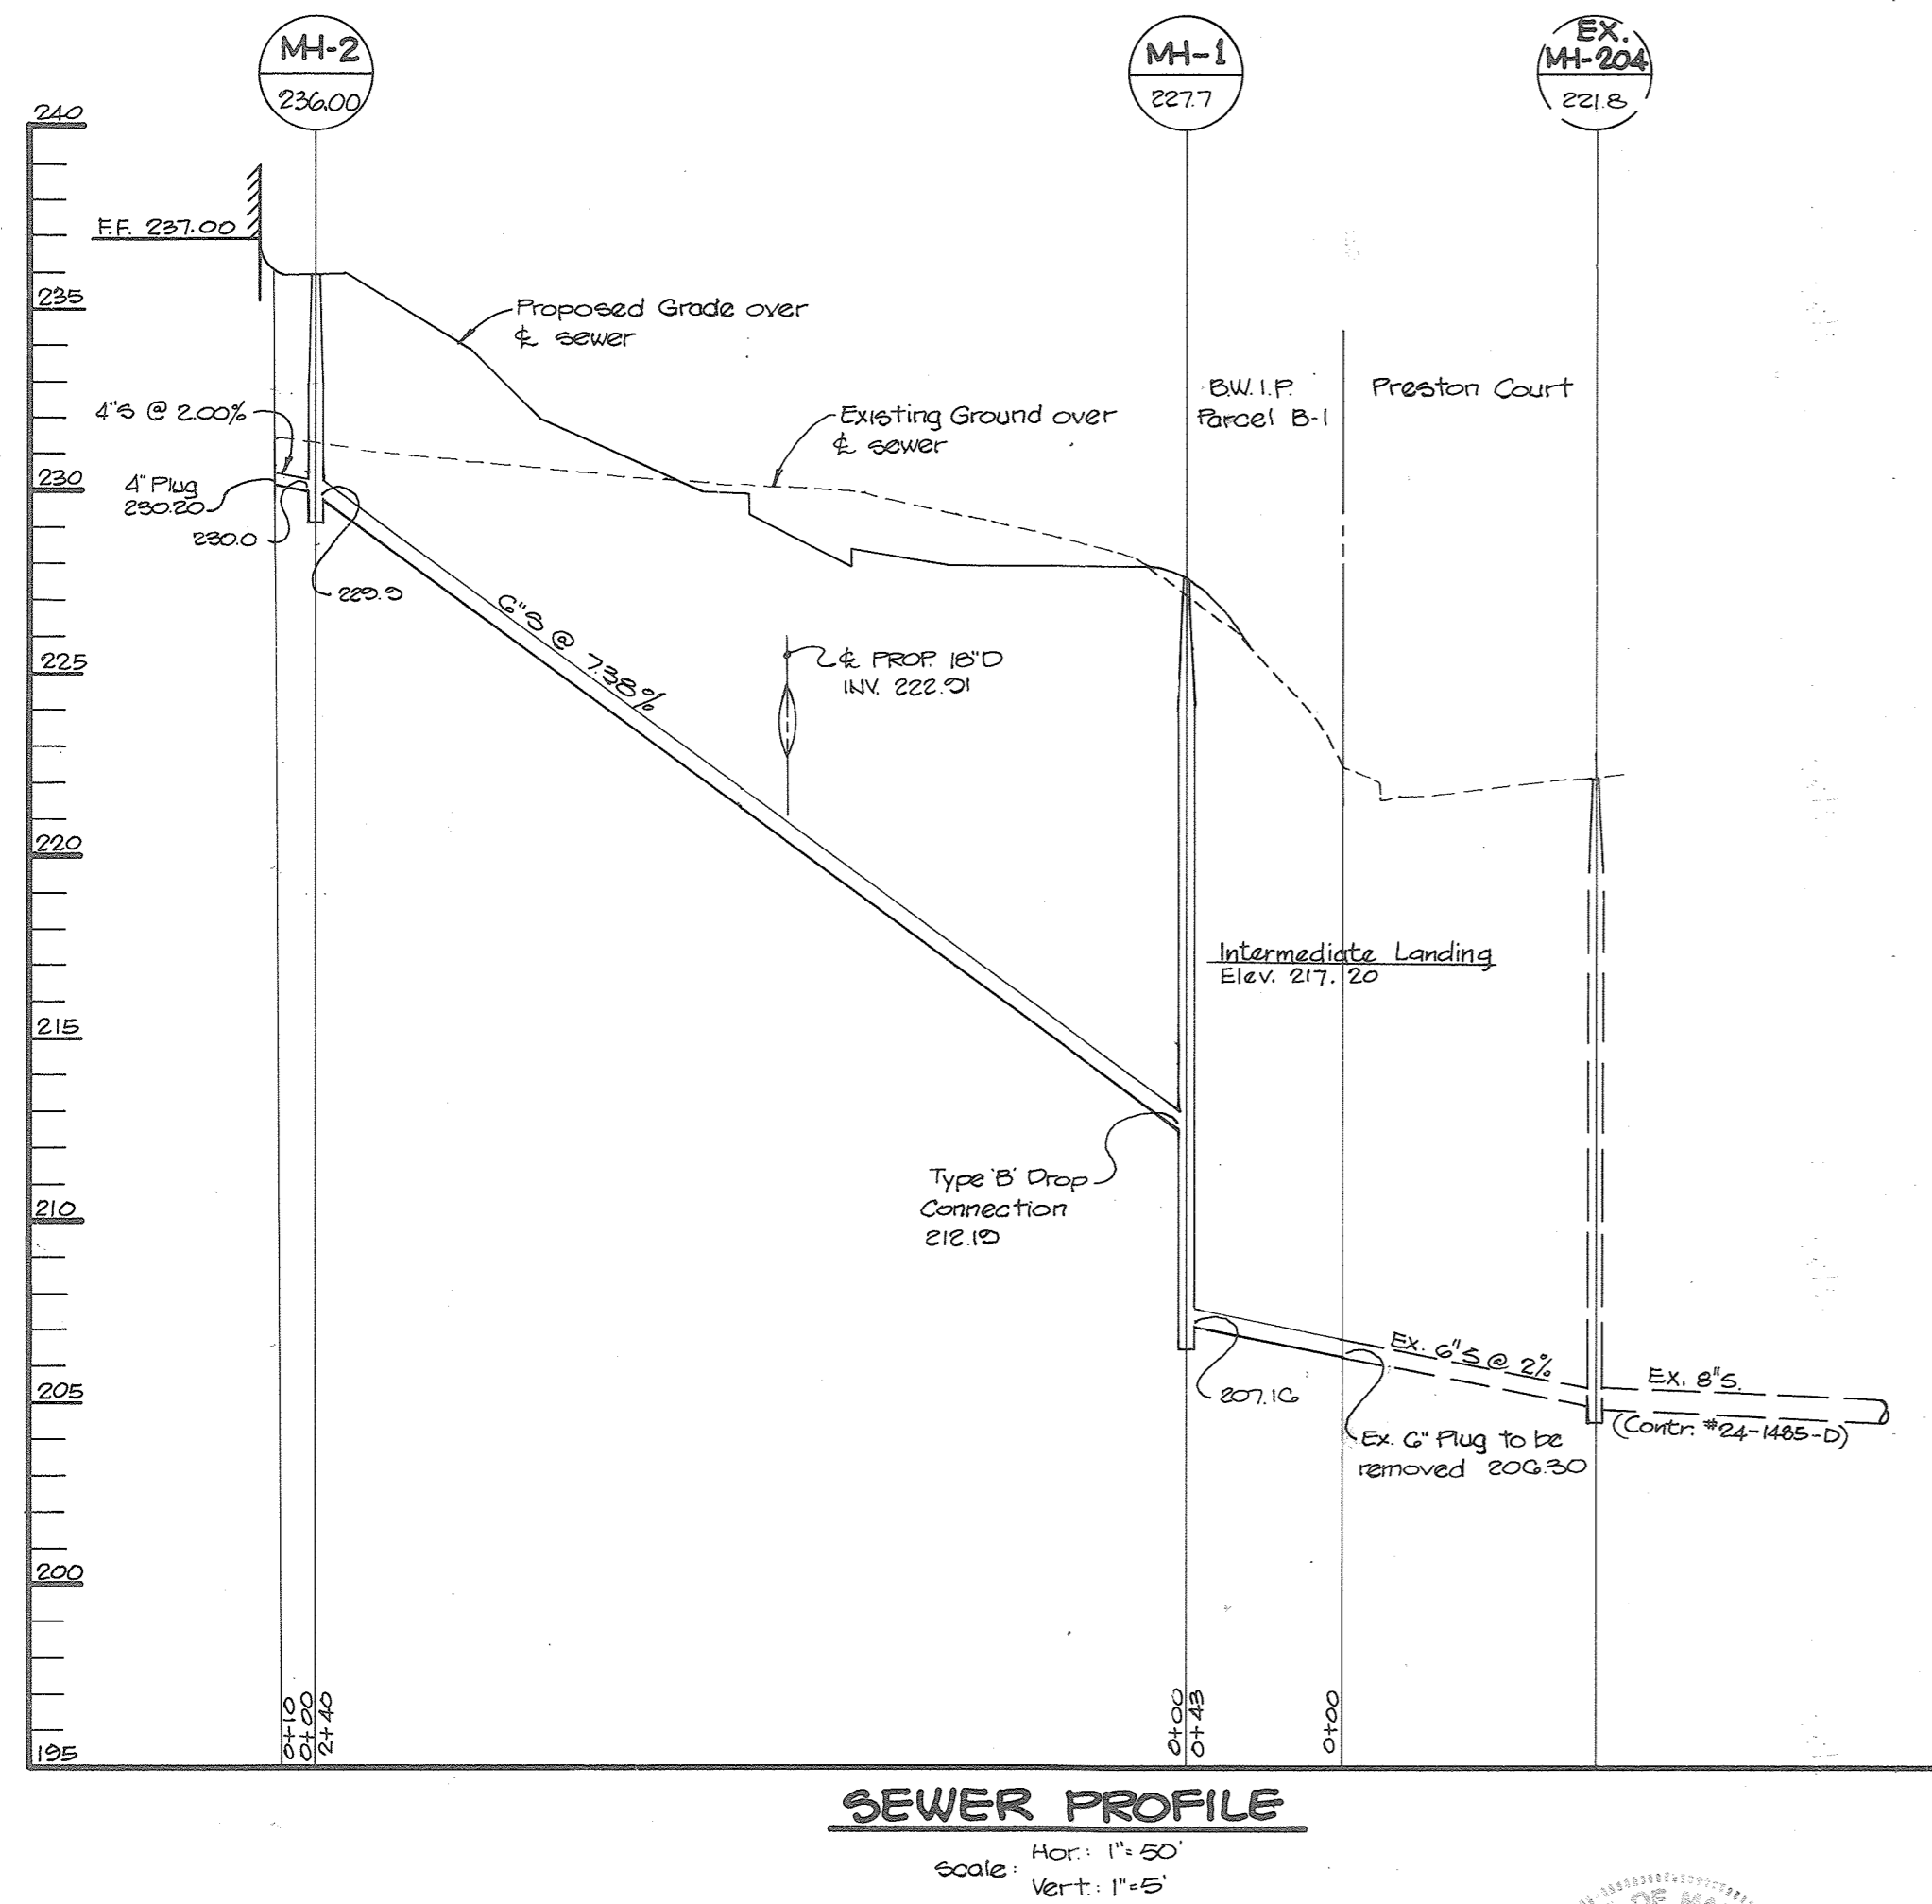 MH-2
236.00
MH-1
227.7
EX.
MH-204
221.8
240
F.F. 237.00
235
Proposed Grade over
℄ sewer
B.W.I.P.
Parcel B-1
Preston Court
4"S @ 2.00%
Existing Ground over
℄ sewer
230
4" Plug
230.20
230.0
229.9
6"S @ 7.38%
225
℄ PROP. 18"D
INV. 222.91
220
Intermediate Landing
Elev. 217.20
215
Type 'B' Drop
Connection
212.19
210
205
207.16
Ex. 6"S @ 2%
Ex. 8"S.
(Contr. #24-1485-D)
Ex. 6" Plug to be
removed 206.30
200
0+10
0+00
2+40
0+00
0+43
0+00
195
SEWER PROFILE
Scale: Hor.: 1"=50'
Vert.: 1"=5'